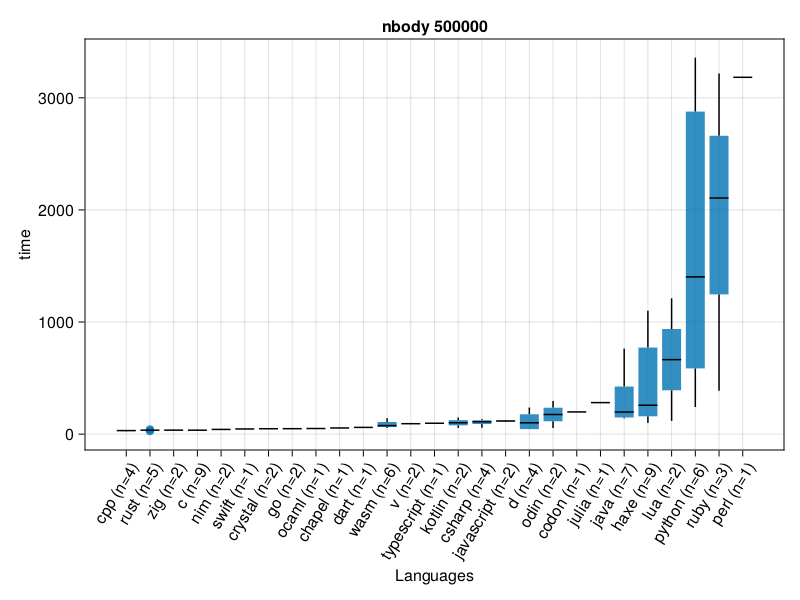 nbody 500000
time
3000
2000
1000
0
cpp (n=4)
rust (n=5)
zig (n=2)
c (n=9)
nim (n=2)
swift (n=1)
crystal (n=2)
go (n=2)
ocaml (n=1)
chapel (n=1)
dart (n=1)
wasm (n=6)
v (n=2)
typescript (n=1)
kotlin (n=2)
csharp (n=4)
javascript (n=2)
d (n=4)
odin (n=2)
codon (n=1)
julia (n=1)
java (n=7)
haxe (n=9)
lua (n=2)
python (n=6)
ruby (n=3)
perl (n=1)
Languages